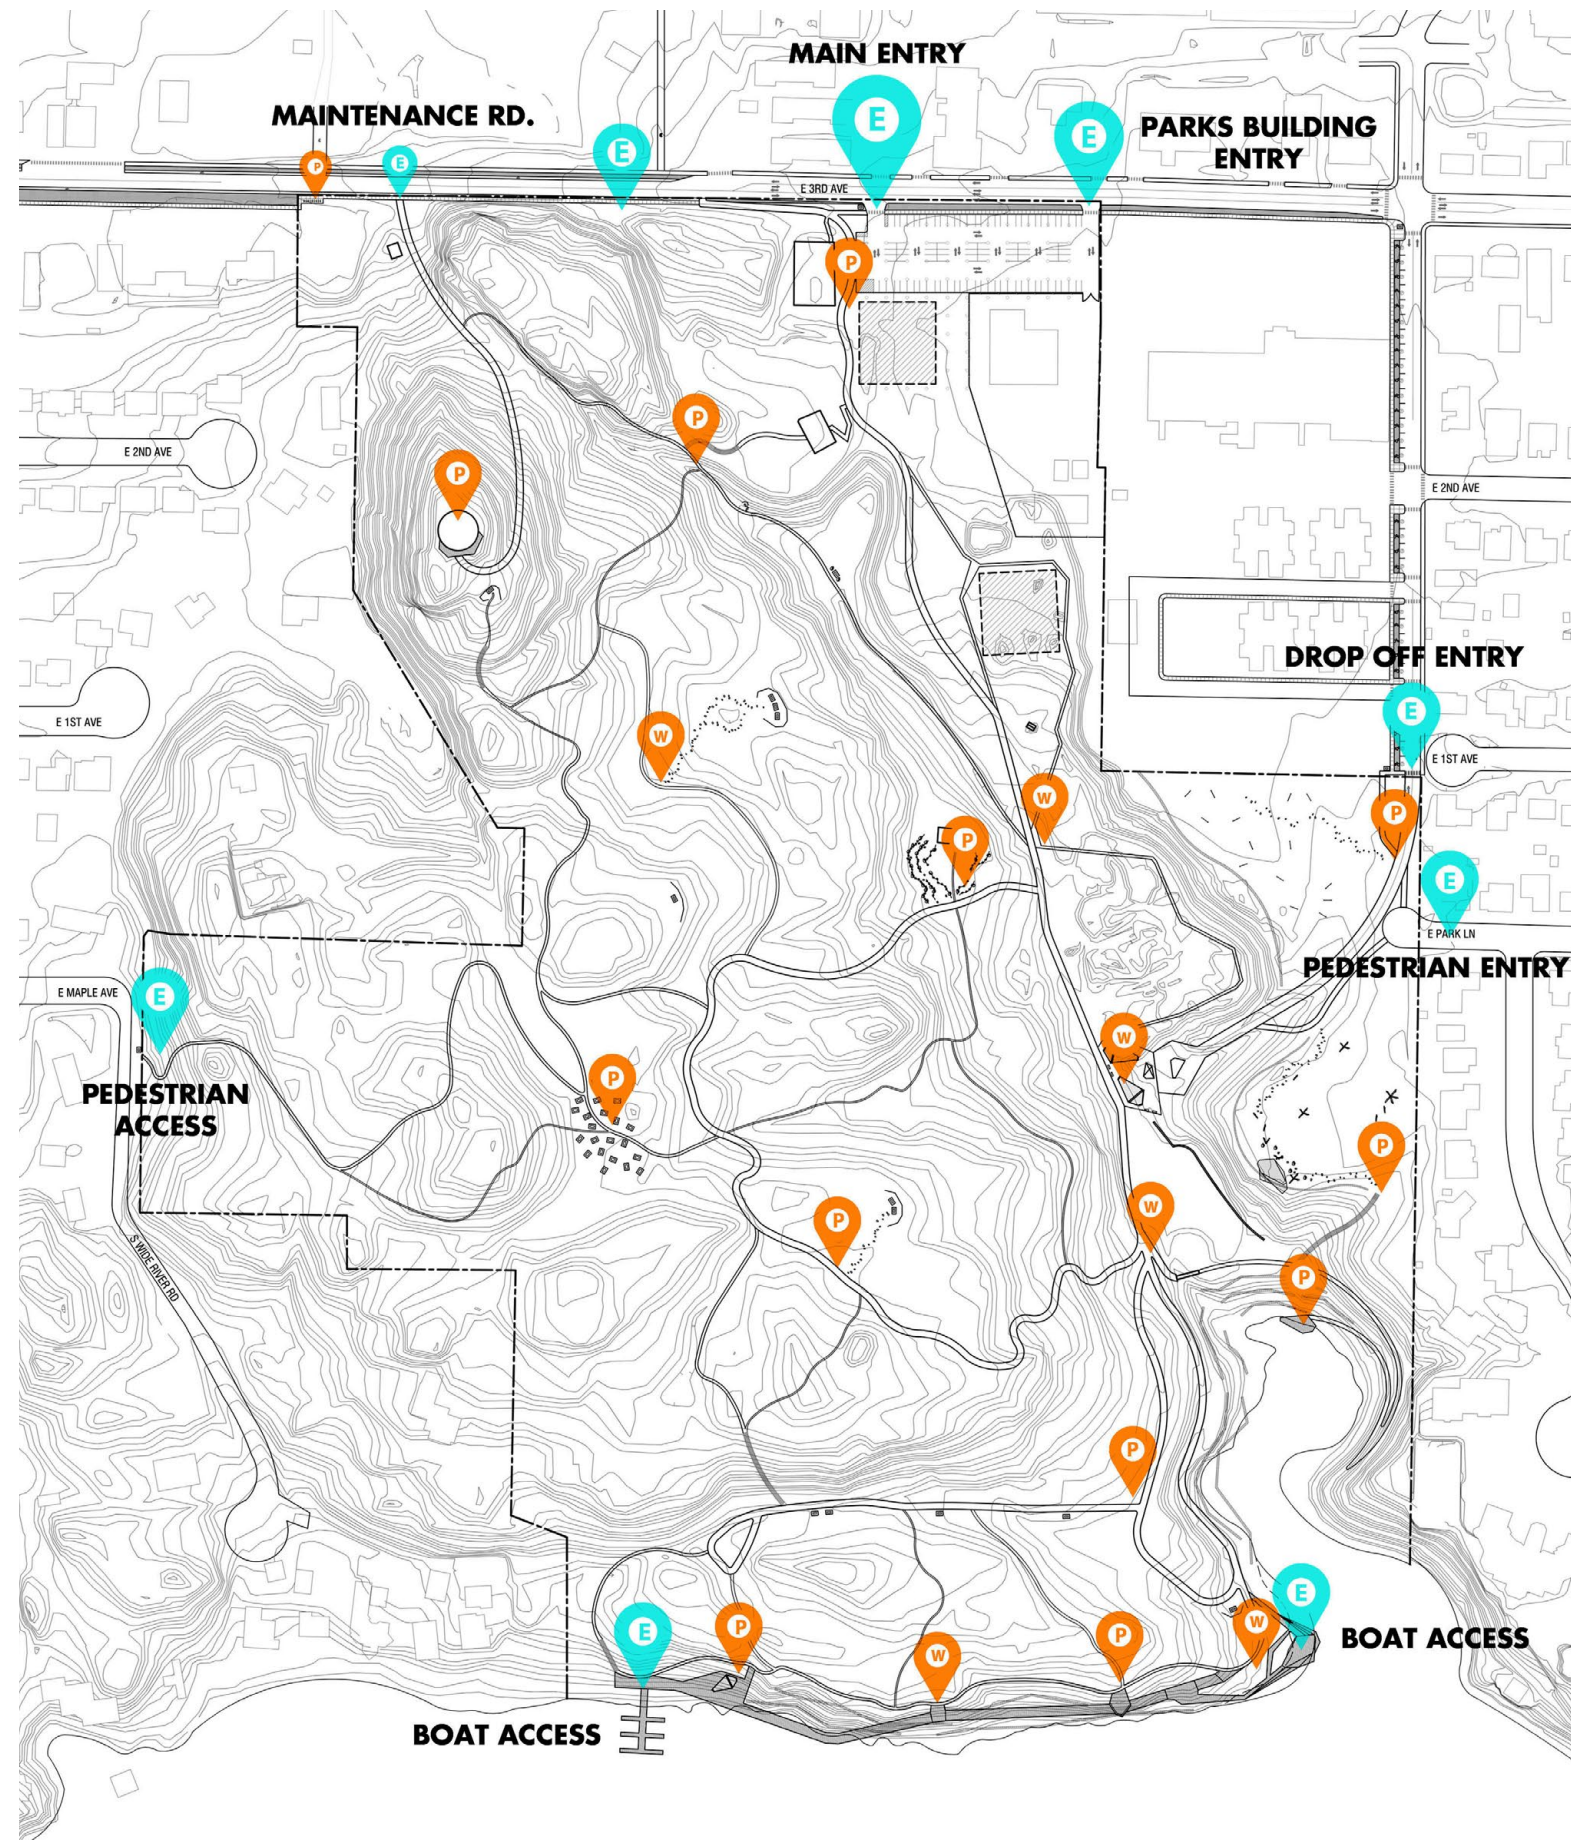 MAIN ENTRY
MAINTENANCE RD.
E
E
PARKS BUILDING
ENTRY
E
P
E
E 3RD AVE
P
P
E 2ND AVE
P
E 2ND AVE
DROP OFF ENTRY
E
E 1ST AVE
W
E 1ST AVE
W
P
P
E
E PARK LN
PEDESTRIAN ENTRY
E MAPLE AVE
E
W
P
PEDESTRIAN
ACCESS
P
W
P
S WIDE RIVER RD
P
P
E
W
P
E
P
W
BOAT ACCESS
P
BOAT ACCESS